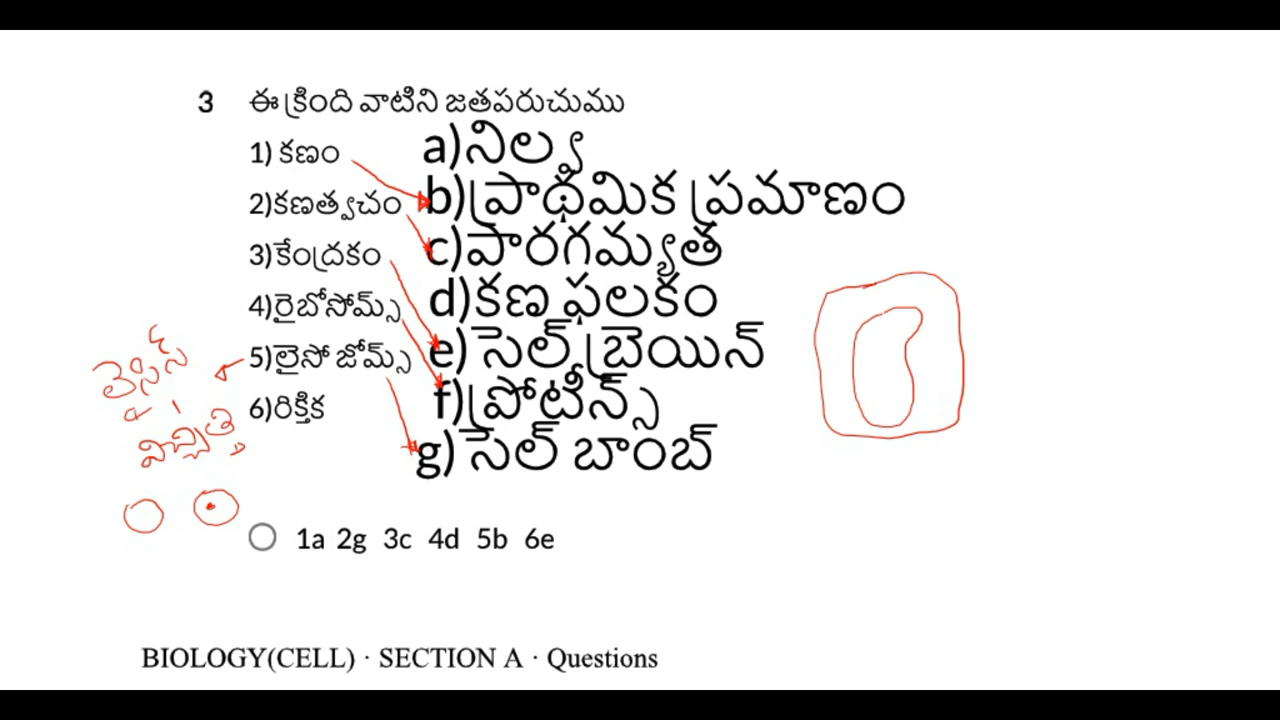 3 ఈ క్రింది వాటిని జతపరుచుము
1) కణం a)నిల్వ
2)కణత్వచం b)ప్రాథమిక ప్రమాణం
3)కేంద్రకం c)పారగమ్యత
4)రైబోసోమ్స్ d)కణ ఫలకం
5)లైసో జోమ్స్ e) సెల్ బ్రెయిన్
6)రిక్తిక f)ప్రోటీన్స్
g) సెల్ బాంబ్
లైసిస్
విచ్ఛిత్తి
1a 2g 3c 4d 5b 6e
BIOLOGY(CELL) · SECTION A · Questions